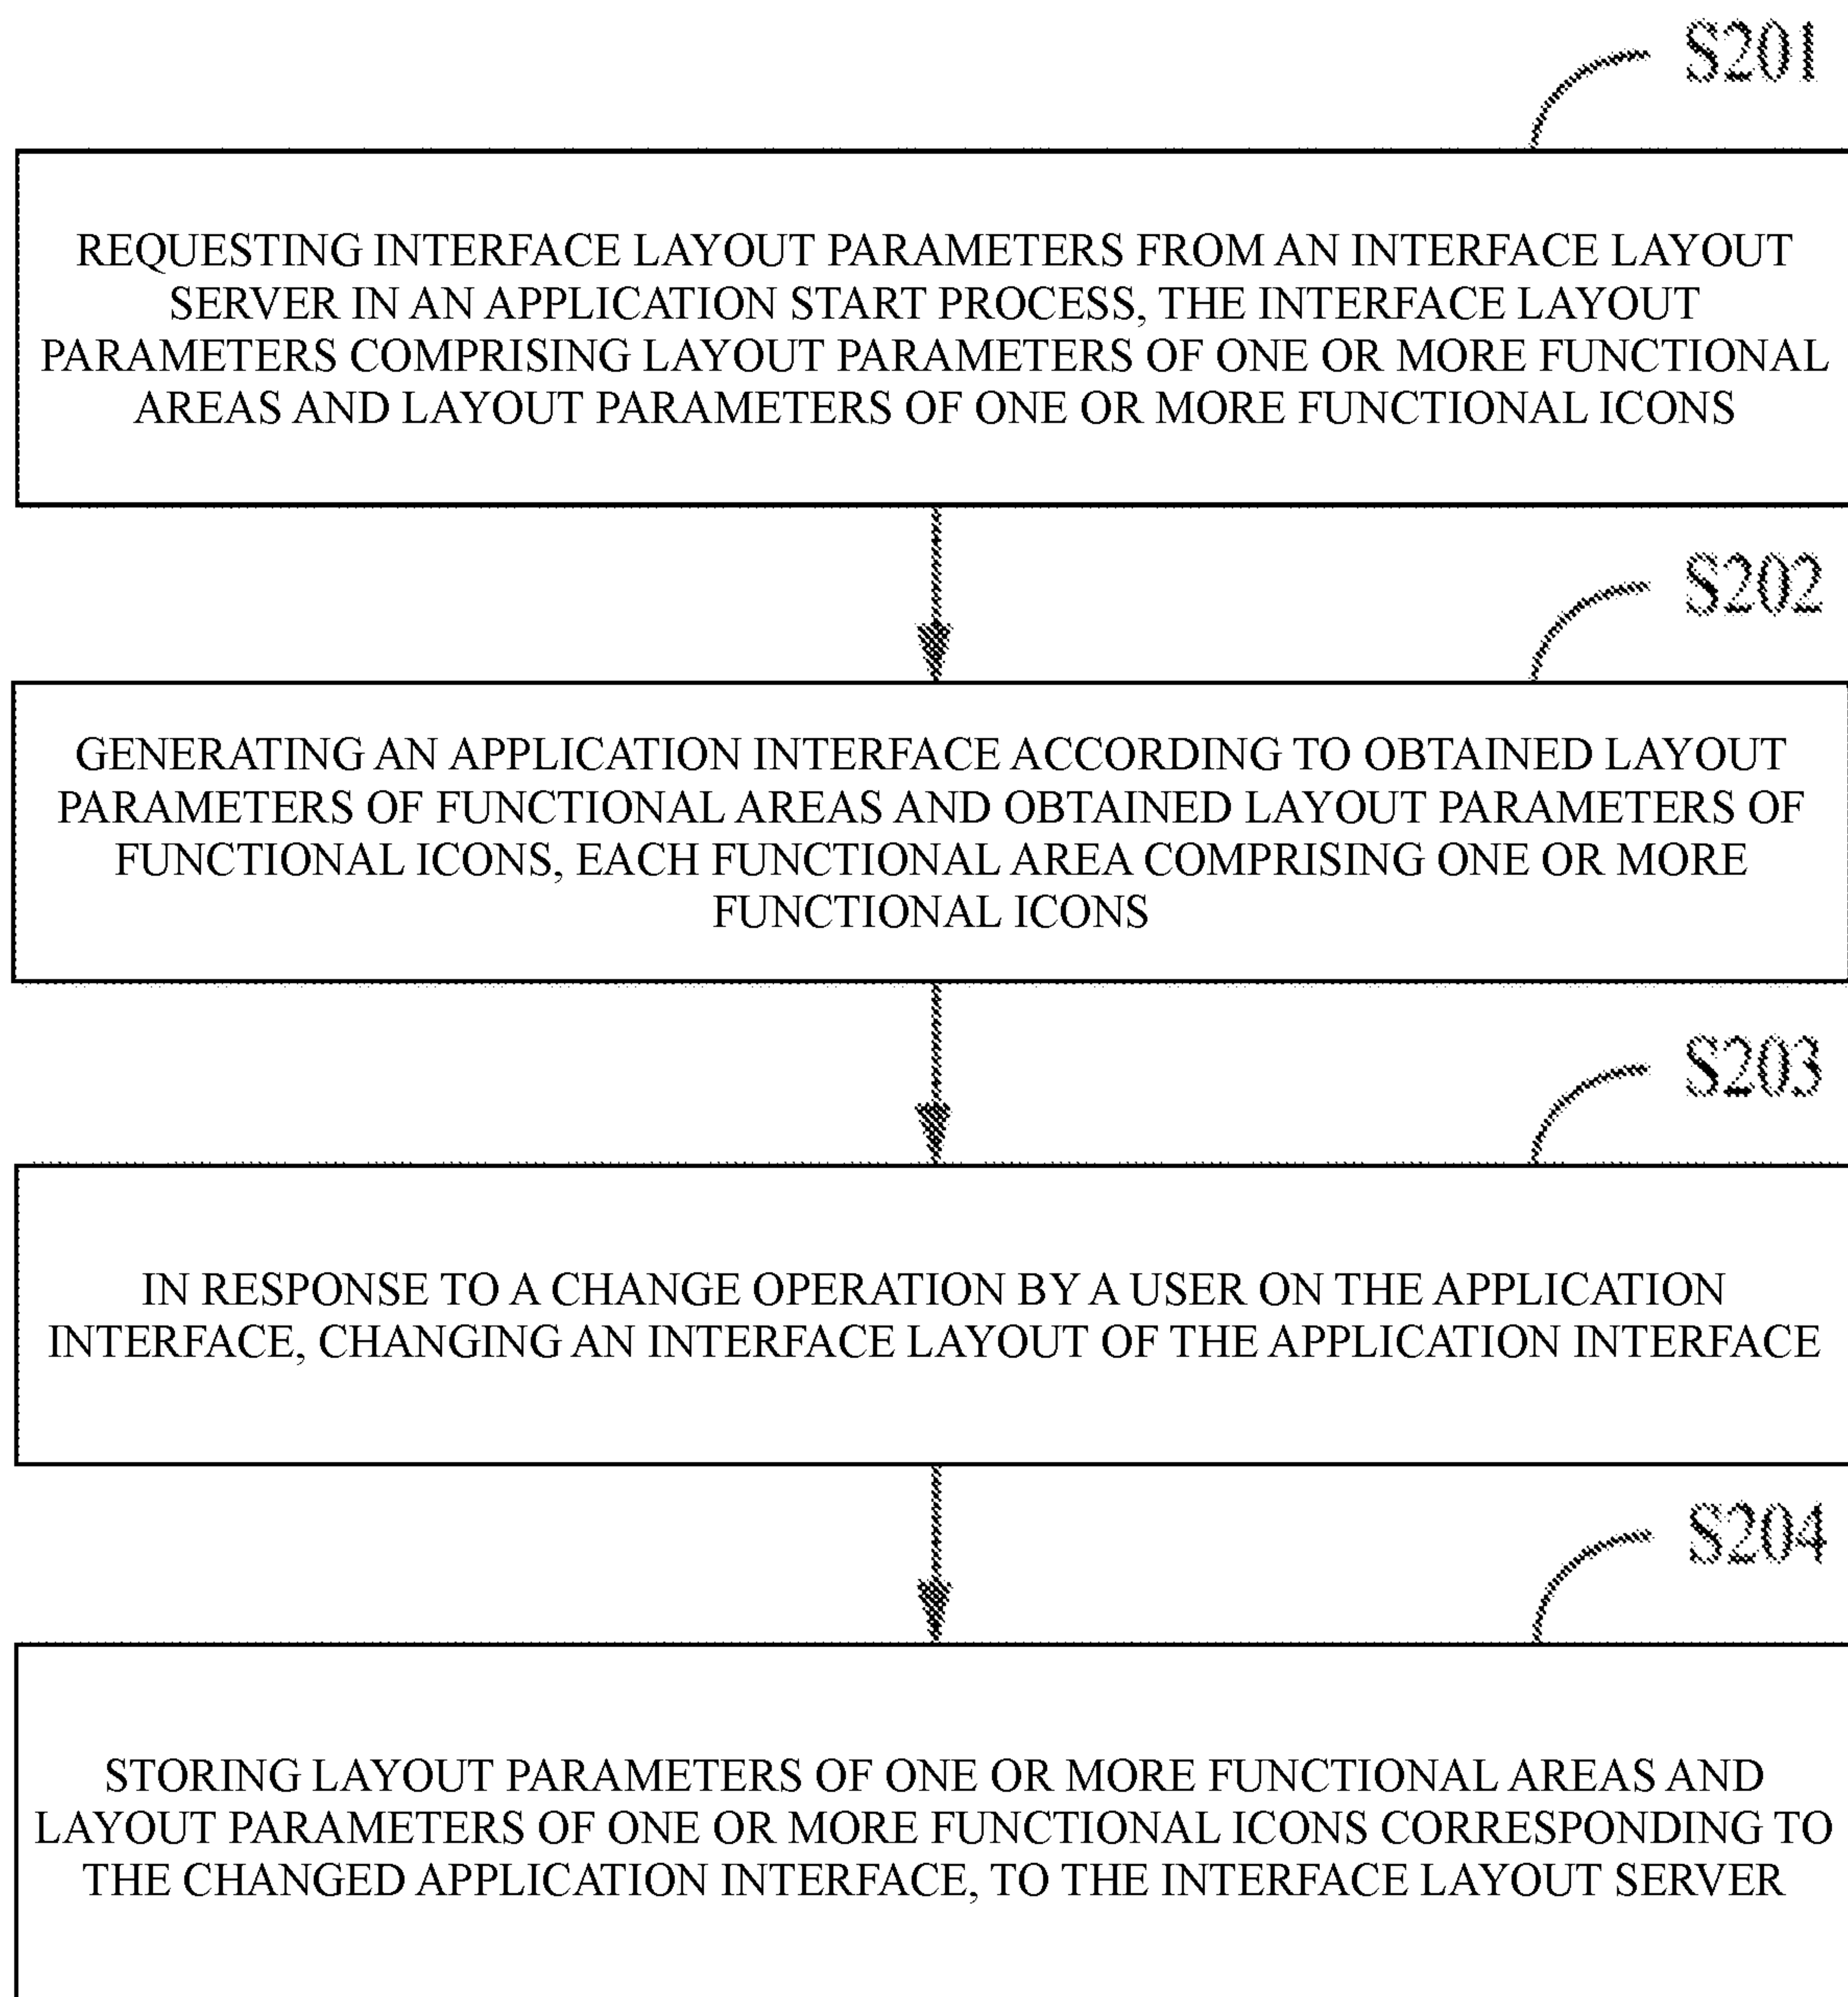 S201
REQUESTING INTERFACE LAYOUT PARAMETERS FROM AN INTERFACE LAYOUT
SERVER IN AN APPLICATION START PROCESS, THE INTERFACE LAYOUT
PARAMETERS COMPRISING LAYOUT PARAMETERS OF ONE OR MORE FUNCTIONAL
AREAS AND LAYOUT PARAMETERS OF ONE OR MORE FUNCTIONAL ICONS
S202
GENERATING AN APPLICATION INTERFACE ACCORDING TO OBTAINED LAYOUT
PARAMETERS OF FUNCTIONAL AREAS AND OBTAINED LAYOUT PARAMETERS OF
FUNCTIONAL ICONS, EACH FUNCTIONAL AREA COMPRISING ONE OR MORE
FUNCTIONAL ICONS
S203
IN RESPONSE TO A CHANGE OPERATION BY A USER ON THE APPLICATION
INTERFACE, CHANGING AN INTERFACE LAYOUT OF THE APPLICATION INTERFACE
S204
STORING LAYOUT PARAMETERS OF ONE OR MORE FUNCTIONAL AREAS AND
LAYOUT PARAMETERS OF ONE OR MORE FUNCTIONAL ICONS CORRESPONDING TO
THE CHANGED APPLICATION INTERFACE, TO THE INTERFACE LAYOUT SERVER